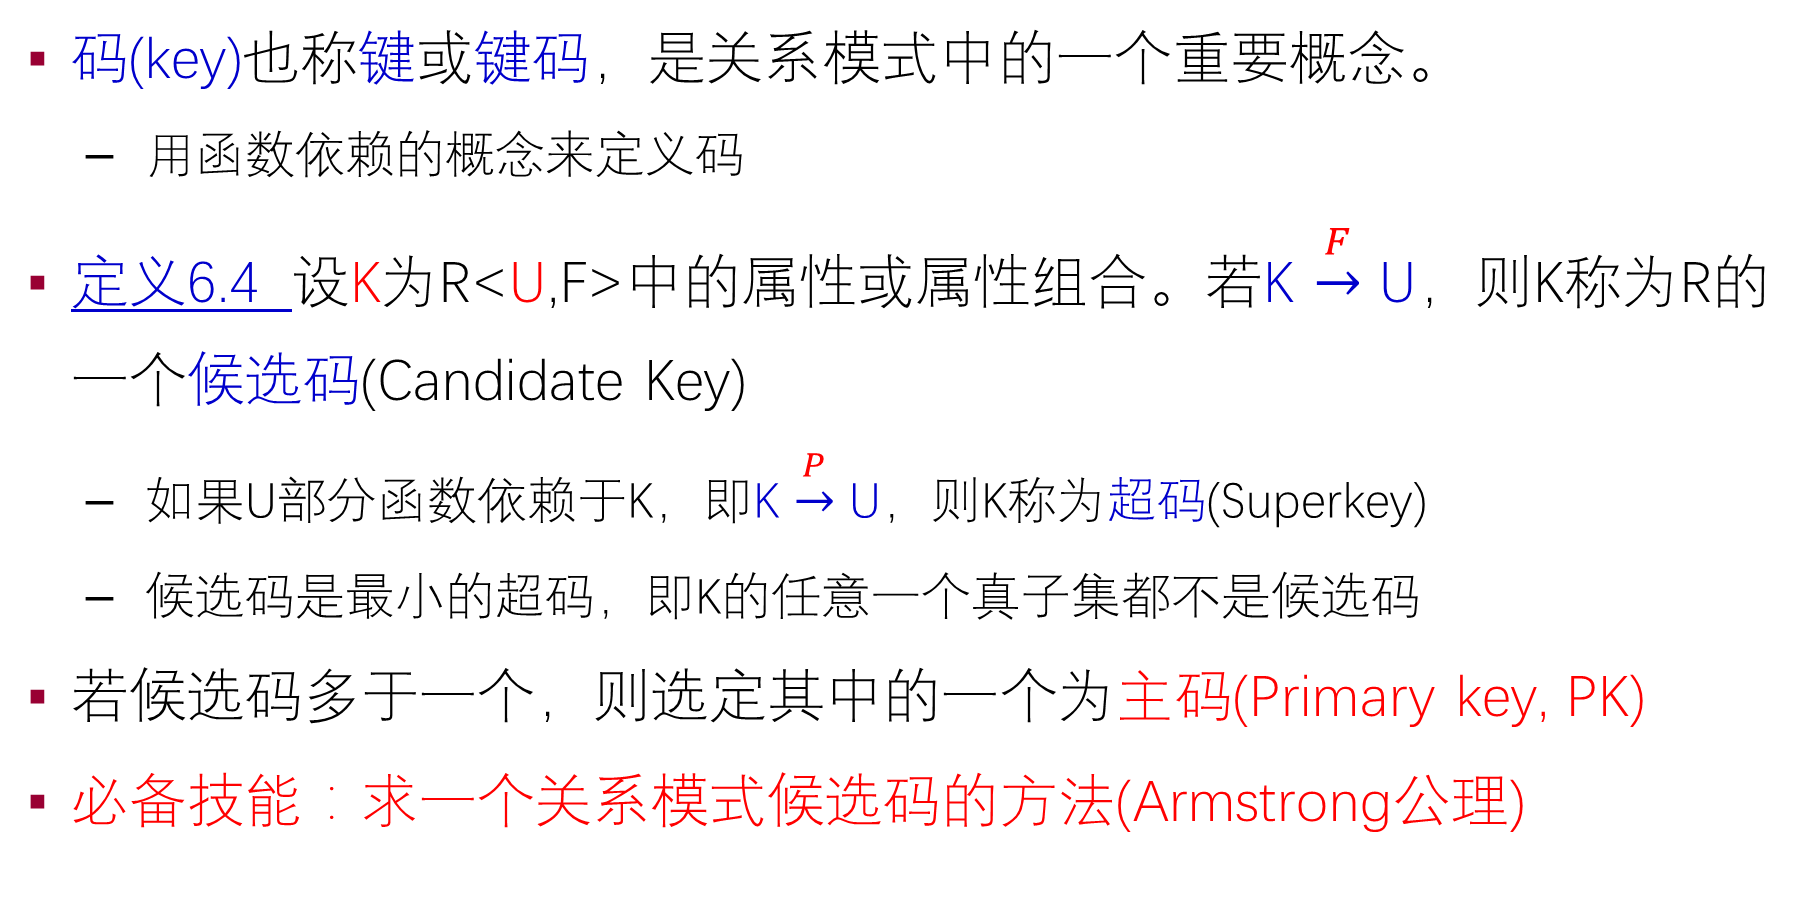 ▪ 码(key)也称键或键码，是关系模式中的一个重要概念。
– 用函数依赖的概念来定义码
F
▪ 定义6.4 设K为R<U,F>中的属性或属性组合。若K → U，则K称为R的
一个候选码(Candidate Key)
P
– 如果U部分函数依赖于K，即K → U，则K称为超码(Superkey)
– 候选码是最小的超码，即K的任意一个真子集都不是候选码
▪ 若候选码多于一个，则选定其中的一个为主码(Primary key, PK)
▪ 必备技能：求一个关系模式候选码的方法(Armstrong公理)